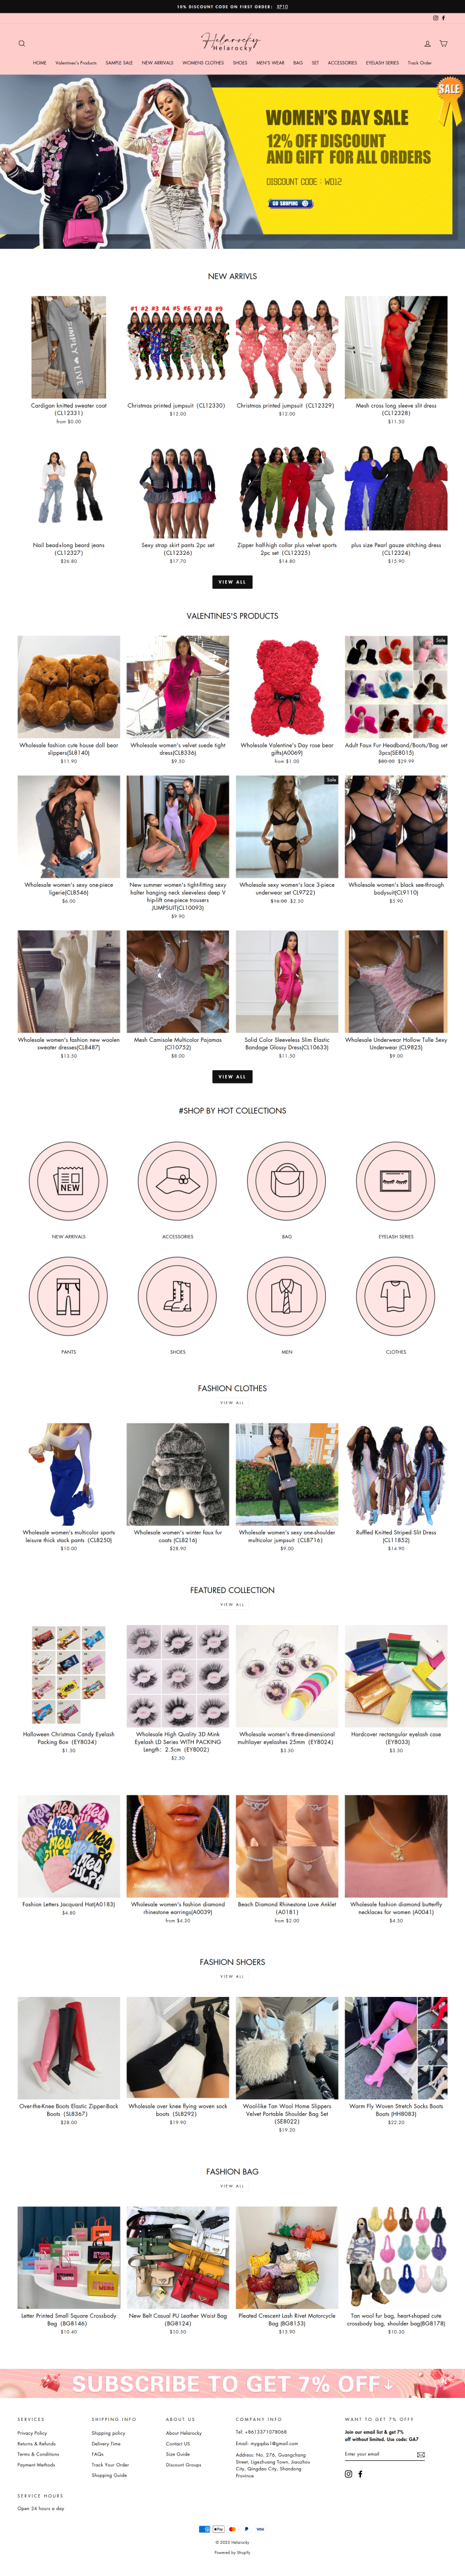 10% DISCOUNT CODE ON FIRST ORDER: XP10
Helarocky
Helarocky
HOME Valentines's Products SAMPLE SALE NEW ARRIVALS WOMENS CLOTHES SHOES MEN'S WEAR BAG SET ACCESSORIES EYELASH SERIES Track Order
SALE
WOMEN'S DAY SALE
12% OFF DISCOUNT
AND GIFT FOR ALL ORDERS
DISCOUNT CODE : WD12
GO SHOPING
NEW ARRIVLS
SIMPLY LOVE
#1 #2 #3 #4 #5 #6 #7 #8 #9
Cardigan knitted sweater coat (CL12331)
from $0.00
Christmas printed jumpsuit (CL12330)
$12.00
Christmas printed jumpsuit (CL12329)
$12.00
Mesh cross long sleeve slit dress (CL12328)
$11.50
Nail bead+long beard jeans (CL12327)
$26.80
Sexy strap skirt pants 2pc set (CL12326)
$17.70
Zipper half-high collar plus velvet sports 2pc set (CL12325)
$14.80
plus size Pearl gauze stitching dress (CL12324)
$15.90
VIEW ALL
VALENTINES'S PRODUCTS
Sale
Wholesale fashion cute house doll bear slippers(SL8140)
$11.90
Wholesale women's velvet suede tight dress(CL8336)
$9.50
Wholesale Valentine's Day rose bear gifts(A0069)
from $1.00
Adult Faux Fur Headband/Boots/Bag set 3pcs(SE8015)
$80.00 $29.99
Sale
Wholesale women's sexy one-piece ligerie(CL8546)
$6.00
New summer women's tight-fitting sexy halter hanging neck sleeveless deep V hip-lift one-piece trousers JUMPSUIT(CL10093)
$9.90
Wholesale sexy women's lace 3-piece underwear set CL9722)
$16.00 $2.50
Wholesale women's black see-through bodysuit(CL9110)
$5.90
Wholesale women's fashion new woolen sweater dresses(CL8487)
$13.50
Mesh Camisole Multicolor Pajamas (Cl10752)
$8.00
Solid Color Sleeveless Slim Elastic Bandage Glossy Dress(CL10633)
$11.50
Wholesale Underwear Hollow Tulle Sexy Underwear (CL9825)
$9.00
VIEW ALL
#SHOP BY HOT COLLECTIONS
NEW
NEW ARRIVALS
ACCESSORIES
BAG
EYELASH SERIES
PANTS
SHOES
MEN
CLOTHES
FASHION CLOTHES
VIEW ALL
Wholesale women's multicolor sports leisure thick stack pants (CL8250)
$10.00
Wholesale women's winter faux fur coats (CL8216)
$28.90
Wholesale women's sexy one-shoulder multicolor jumpsuit (CL8716)
$9.00
Ruffled Knitted Striped Slit Dress (CL11852)
$14.90
FEATURED COLLECTION
VIEW ALL
Halloween Christmas Candy Eyelash Packing Box (EY8034)
$1.50
Wholesale High Quality 3D Mink Eyelash LD Series WITH PACKING Length: 2.5cm (EY8002)
$2.50
Wholesale women's three-dimensional multilayer eyelashes 25mm (EY8024)
$3.50
Hardcover rectangular eyelash case (EY8033)
$3.50
Fashion Letters Jacquard Hat(A0183)
$4.80
Wholesale women's fashion diamond rhinestone earrings(A0039)
from $4.30
Beach Diamond Rhinestone Love Anklet (A0181)
from $2.00
Wholesale fashion diamond butterfly necklaces for women (A0041)
$4.50
FASHION SHOERS
VIEW ALL
Over-the-Knee Boots Elastic Zipper-Back Boots (SL8367)
$28.00
Wholesale over knee flying woven sock boots (SL8292)
$19.90
Wool-like Tan Wool Home Slippers Velvet Portable Shoulder Bag Set (SE8022)
$19.20
Warm Fly Woven Stretch Socks Boots Boots (HH8083)
$22.20
FASHION BAG
VIEW ALL
Letter Printed Small Square Crossbody Bag (BG8146)
$10.40
New Belt Casual PU Leather Waist Bag (BG8124)
$10.50
Pleated Crescent Lash Rivet Motorcycle Bag (BG8153)
$13.90
Tan wool fur bag, heart-shaped cute crossbody bag, shoulder bag(BG8178)
$10.30
SUBSCRIBE TO GET 7% OFF↓
SERVICES
Privacy Policy
Returns & Refunds
Terms & Conditions
Payment-Methods
SHIPPING INFO
Shipping policy
Delivery Time
FAQs
Track Your Order
Shopping Guide
ABOUT US
About Helarocky
Contact US
Size Guide
Discount Groups
COMPANY INFO
Tel: +8613371078068
Email: mygqdsv1@gmail.com
Address: No. 276, Guangchang Street, Ligezhuang Town, Jiaozhou City, Qingdao City, Shandong Province
WANT TO GET 7% OFF?
Join our email list & get 7%
off without limited. Use code: GA7
Enter your email
SERVICE HOURS
Open 24 hours a day
© 2023 Helarocky
Powered by Shopify